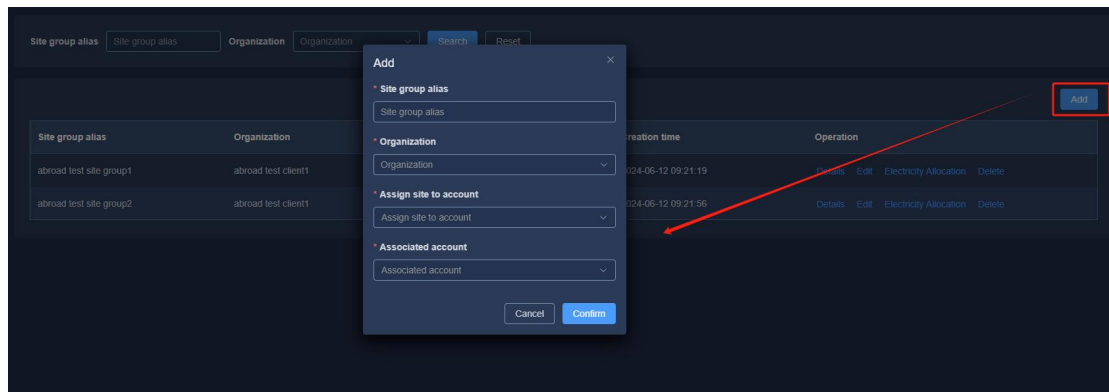 Site group alias Site group alias Organization Organization Search Reset
Add
Add
* Site group alias
Site group alias
* Organization
Organization
* Assign site to account
Assign site to account
* Associated account
Associated account
Cancel Confirm
Site group alias Organization reation time Operation
abroad test site group1 abroad test client1 024-06-12 09:21:19 Details Edit Electricity Allocation Delete
abroad test site group2 abroad test client1 024-06-12 09:21:56 Details Edit Electricity Allocation Delete